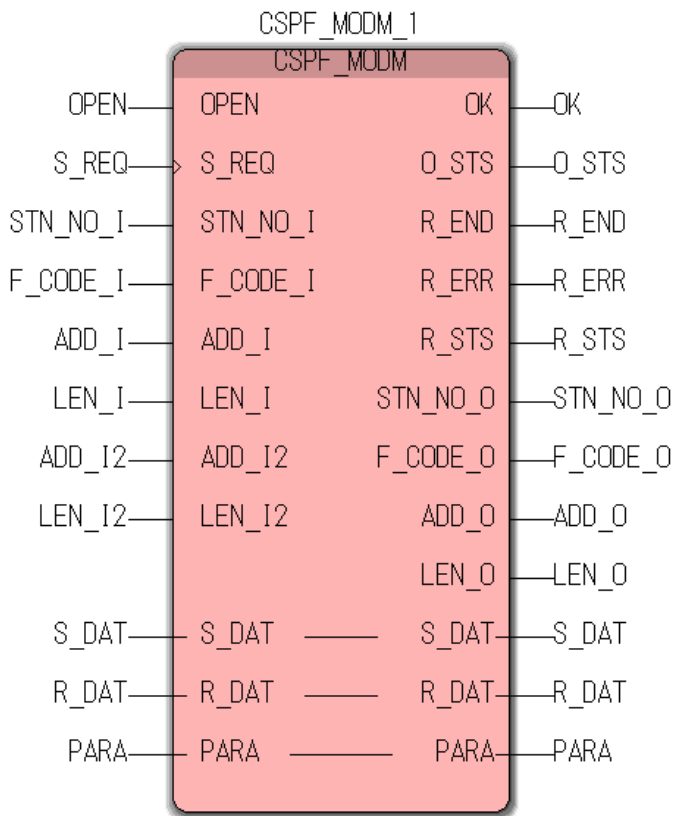 CSPF_MODM_1
CSPF_MODM
OPEN OPEN OK OK
S_REQ S_REQ O_STS O_STS
STN_NO_I STN_NO_I R_END R_END
F_CODE_I F_CODE_I R_ERR R_ERR
ADD_I ADD_I R_STS R_STS
LEN_I LEN_I STN_NO_O STN_NO_O
ADD_I2 ADD_I2 F_CODE_O F_CODE_O
LEN_I2 LEN_I2 ADD_O ADD_O
LEN_O LEN_O
S_DAT S_DAT S_DAT S_DAT
R_DAT R_DAT R_DAT R_DAT
PARA PARA PARA PARA